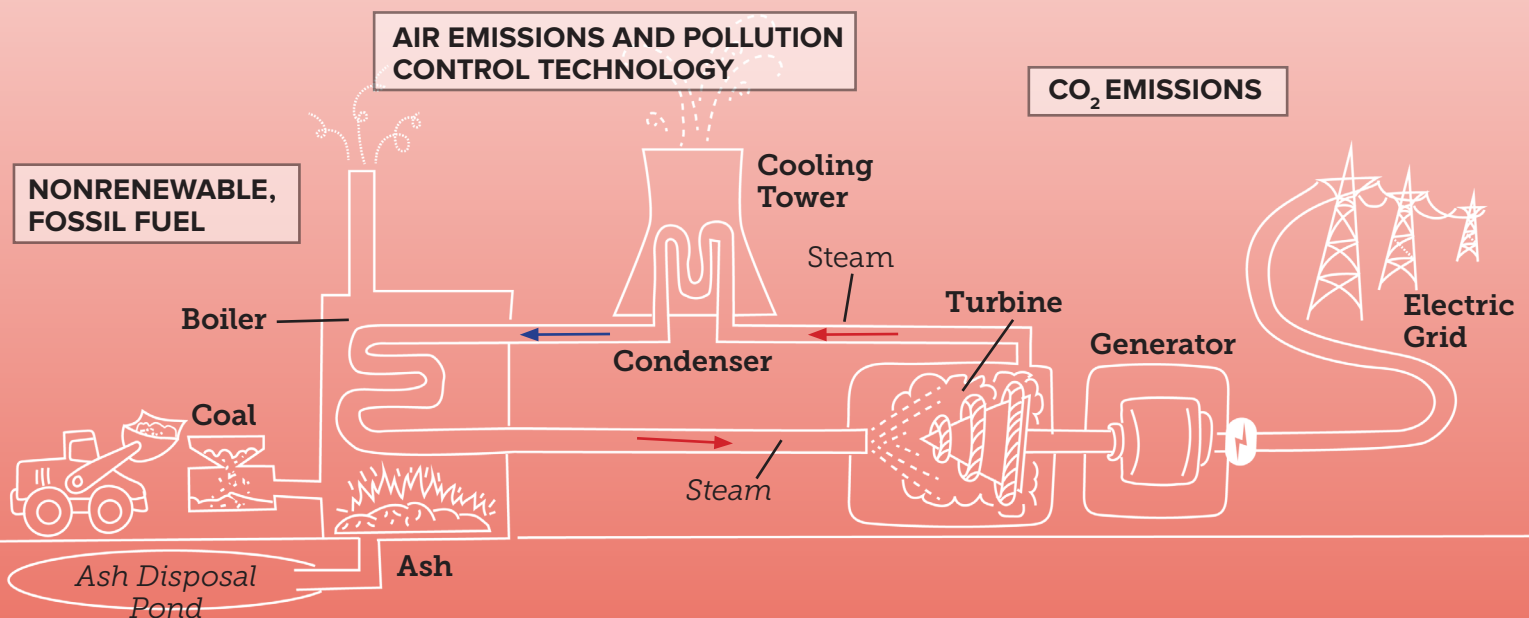 AIR EMISSIONS AND POLLUTION
CONTROL TECHNOLOGY
CO₂ EMISSIONS
NONRENEWABLE,
FOSSIL FUEL
Cooling
Tower
Steam
Boiler
Turbine
Electric
Grid
Condenser
Generator
Coal
Steam
Ash
Ash Disposal
Pond